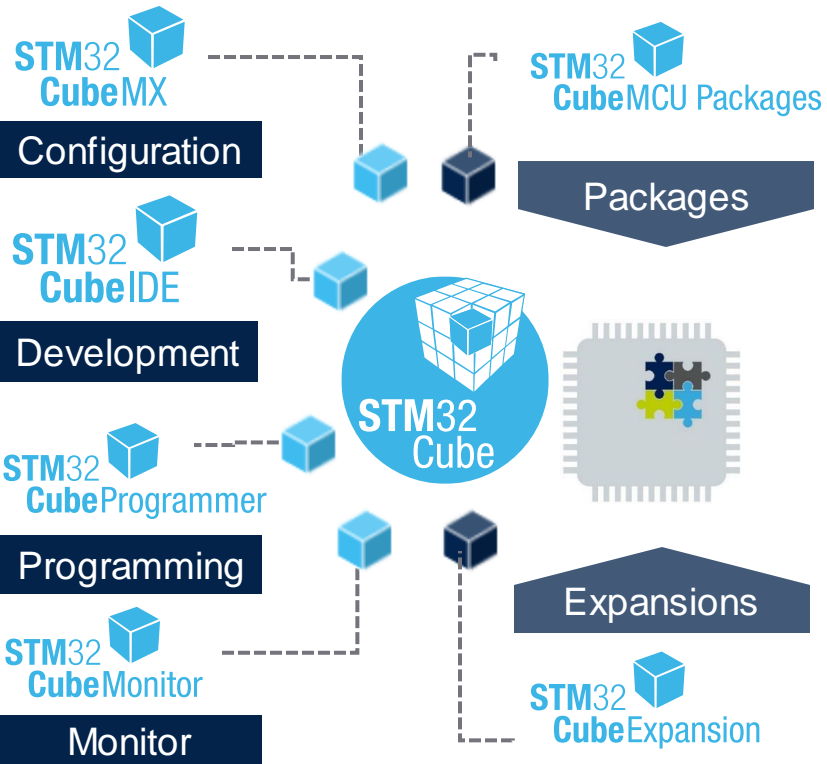 STM32
CubeMX
Configuration
STM32
CubeIDE
Development
STM32
CubeProgrammer
Programming
STM32
CubeMonitor
Monitor
STM32
Cube
STM32
CubeMCU Packages
Packages
Expansions
STM32
CubeExpansion